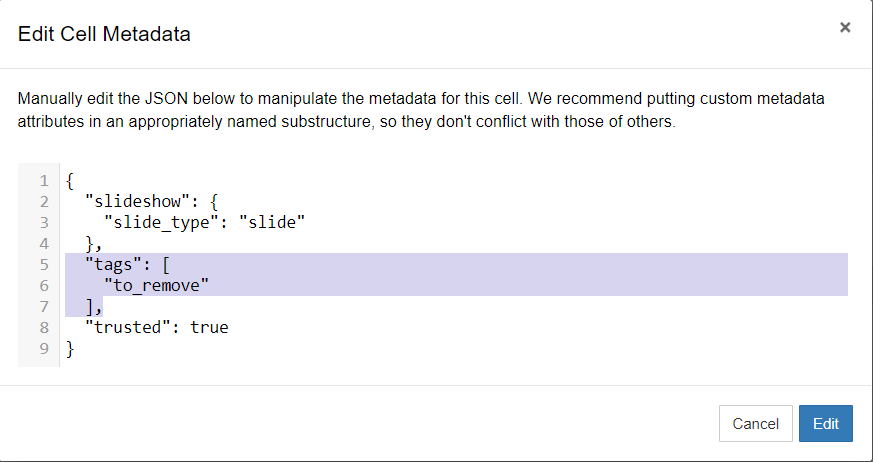 Edit Cell Metadata
×
Manually edit the JSON below to manipulate the metadata for this cell. We recommend putting custom metadata
attributes in an appropriately named substructure, so they don't conflict with those of others.
1 {
2   "slideshow": {
3     "slide_type": "slide"
4   },
5   "tags": [
6     "to_remove"
7   ],
8   "trusted": true
9 }
Cancel Edit